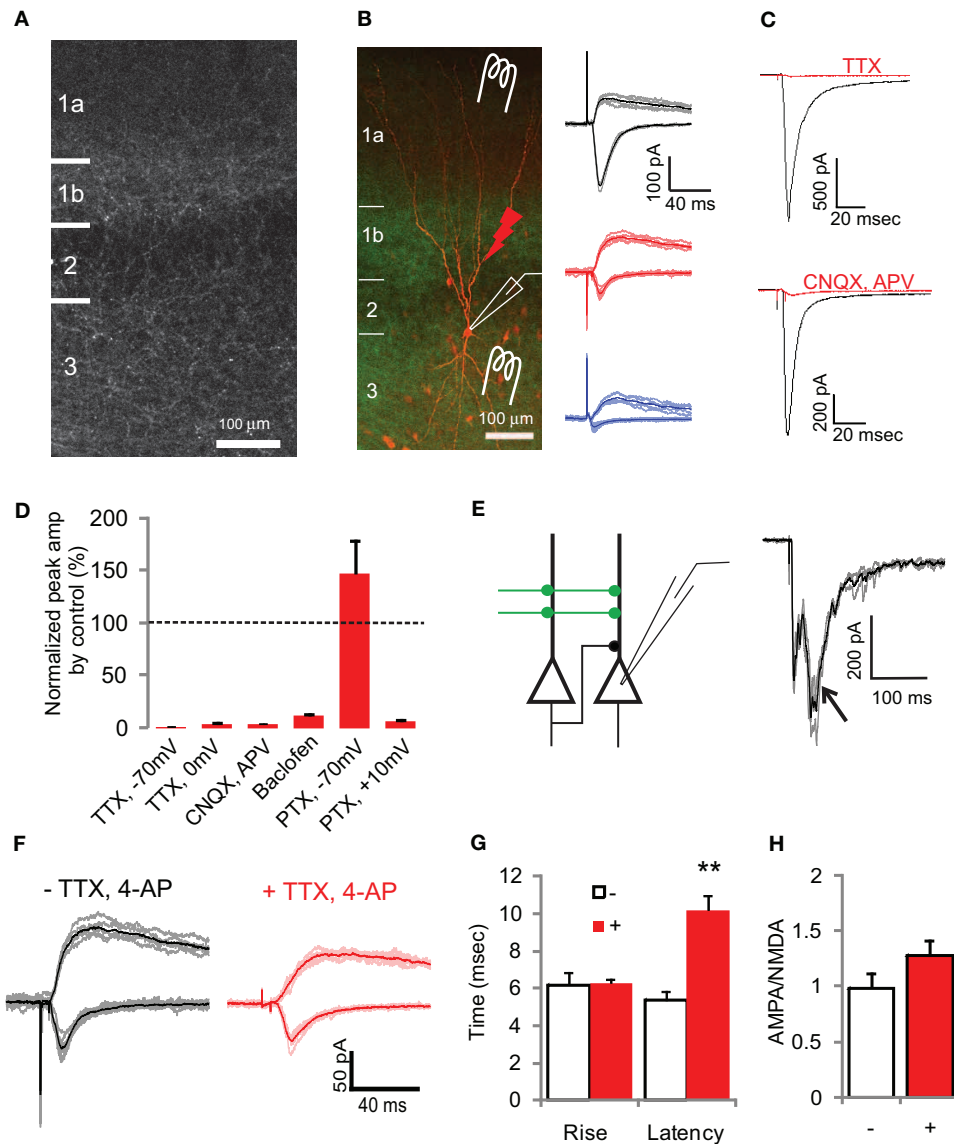 A
1a
1b
2
3
100 µm
B
1a
1b
2
3
100 µm
100 pA
40 ms
C
TTX
500 pA
20 msec
CNQX, APV
200 pA
20 msec
D
Normalized peak amp
by control (%)
200
150
100
50
0
TTX, -70mV
TTX, 0mV
CNQX, APV
Baclofen
PTX, -70mV
PTX, +10mV
E
200 pA
100 ms
F
- TTX, 4-AP
+ TTX, 4-AP
50 pA
40 ms
G
Time (msec)
12
10
8
6
4
2
0
-
+
**
Rise
Latency
H
AMPA/NMDA
2
1.5
1
0.5
0
-
+